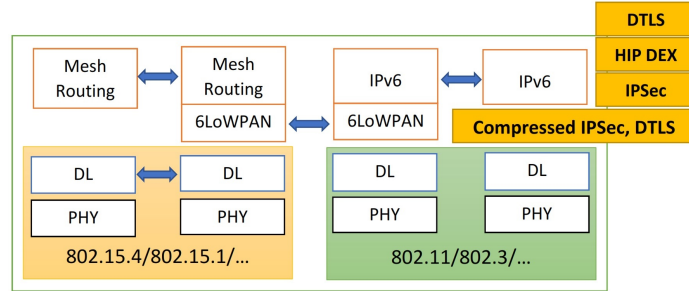 DTLS
HIP DEX
IPSec
Compressed IPSec, DTLS
Mesh
Routing
Mesh
Routing
6LoWPAN
IPv6
6LoWPAN
IPv6
DL
DL
PHY
PHY
802.15.4/802.15.1/...
DL
DL
PHY
PHY
802.11/802.3/...